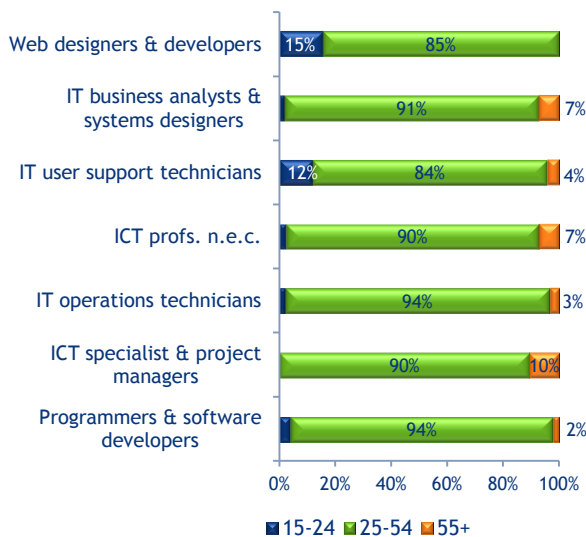 Web designers & developers
15%
85%
IT business analysts &
systems designers
91%
7%
IT user support technicians
12%
84%
4%
ICT profs. n.e.c.
90%
7%
IT operations technicians
94%
3%
ICT specialist & project
managers
90%
10%
Programmers & software
developers
94%
2%
0% 20% 40% 60% 80% 100%
15-24 25-54 55+